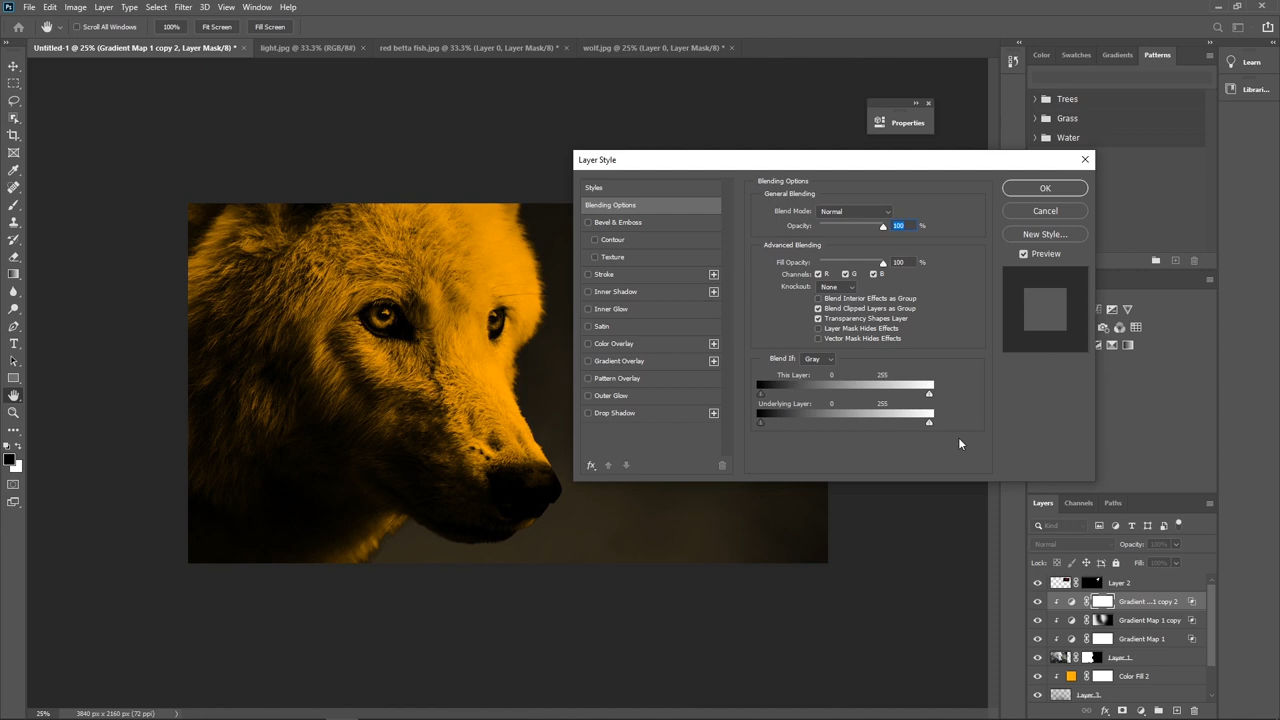 Ps File Edit Image Layer Type Select Filter 3D View Window Help
Scroll All Windows 100% Fit Screen Fill Screen
Untitled-1 @ 25% (Gradient Map 1 copy 2, Layer Mask/8) * × light.jpg @ 33.3% (RGB/8#) × red betta fish.jpg @ 33.3% (Layer 0, Layer Mask/8) * × wolf.jpg @ 25% (Layer 0, Layer Mask/8) * ×
Color Swatches Gradients Patterns
Learn
Librari...
Trees
Grass
Water
Properties
Layer Style
Styles
Blending Options
Bevel & Emboss
Contour
Texture
Stroke
Inner Shadow
Inner Glow
Satin
Color Overlay
Gradient Overlay
Pattern Overlay
Outer Glow
Drop Shadow
fx
Blending Options
General Blending
Blend Mode: Normal
Opacity: 100 %
Advanced Blending
Fill Opacity: 100 %
Channels: R G B
Knockout: None
Blend Interior Effects as Group
Blend Clipped Layers as Group
Transparency Shapes Layer
Layer Mask Hides Effects
Vector Mask Hides Effects
Blend If: Gray
This Layer: 0 255
Underlying Layer: 0 255
OK
Cancel
New Style...
Preview
Layers Channels Paths
Kind
Normal Opacity: 100%
Lock: Fill: 100%
Layer 2
Gradient ...1 copy 2
Gradient Map 1 copy
Gradient Map 1
Layer 1
Color Fill 2
Layer 3
fx
25% 3840 px x 2160 px (72 ppi)